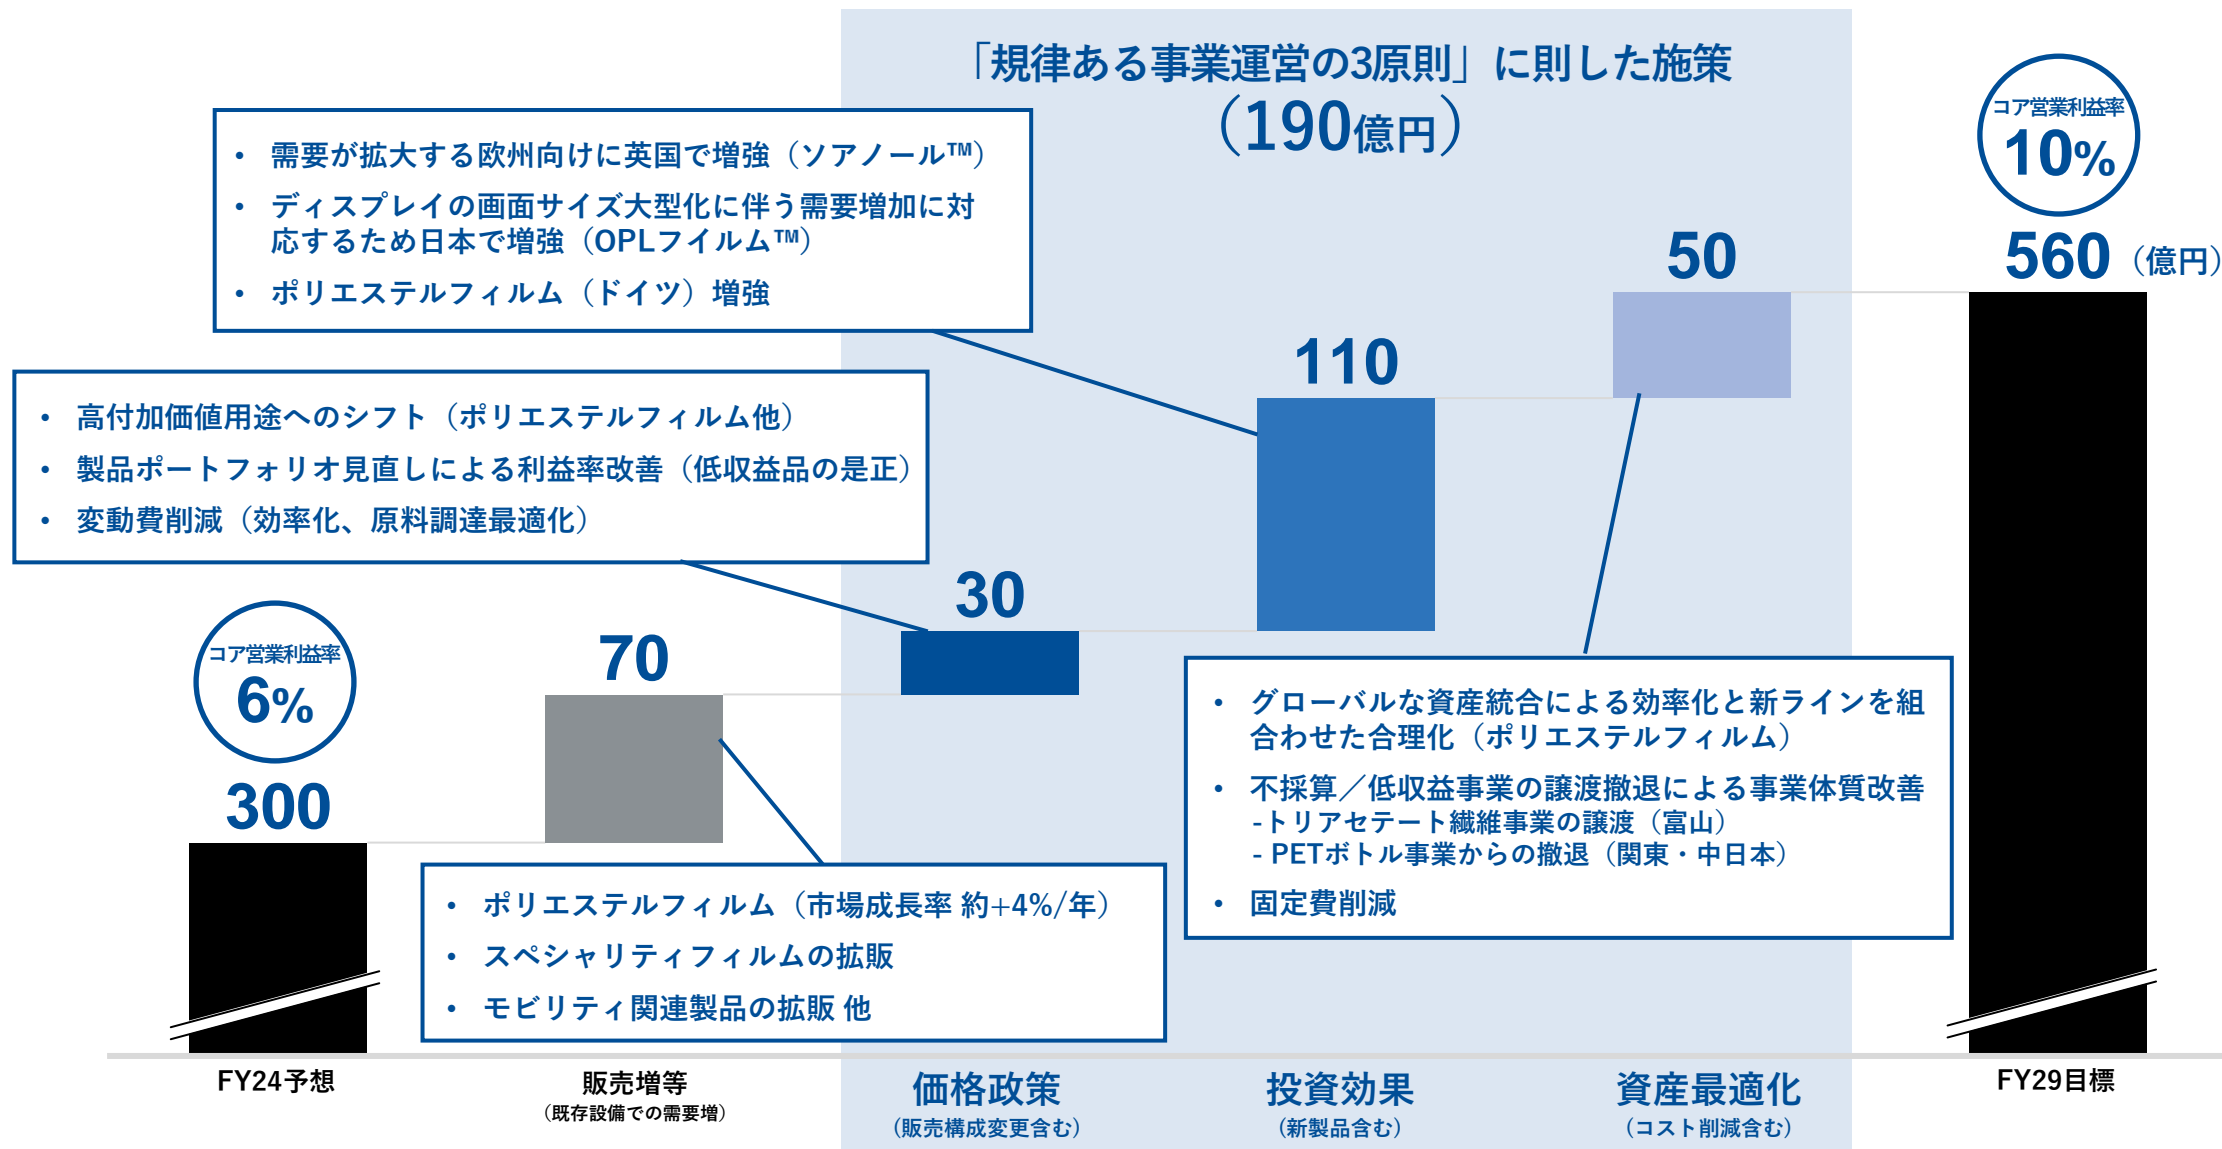 「規律ある事業運営の3原則」に則した施策
（190億円）
コア営業利益率
10%
560（億円）
• 需要が拡大する欧州向けに英国で増強（ソアノール™）
• ディスプレイの画面サイズ大型化に伴う需要増加に対
応するため日本で増強（OPLフイルム™）
• ポリエステルフィルム（ドイツ）増強
50
110
• 高付加価値用途へのシフト（ポリエステルフィルム他）
• 製品ポートフォリオ見直しによる利益率改善（低収益品の是正）
• 変動費削減（効率化、原料調達最適化）
30
コア営業利益率
6%
300
70
• グローバルな資産統合による効率化と新ラインを組
合わせた合理化（ポリエステルフィルム）
• 不採算／低収益事業の譲渡撤退による事業体質改善
-トリアセテート繊維事業の譲渡（富山）
- PETボトル事業からの撤退（関東・中日本）
• 固定費削減
• ポリエステルフィルム（市場成長率 約+4%/年）
• スペシャリティフィルムの拡販
• モビリティ関連製品の拡販 他
FY24予想
販売増等
（既存設備での需要増）
価格政策
（販売構成変更含む）
投資効果
（新製品含む）
資産最適化
（コスト削減含む）
FY29目標